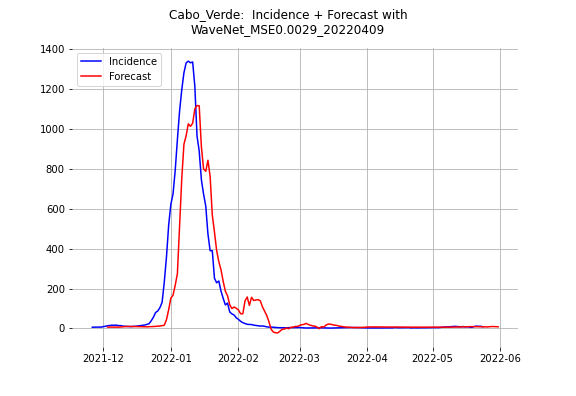 Cabo_Verde:  Incidence + Forecast with
WaveNet_MSE0.0029_20220409
Incidence
Forecast
1400
1200
1000
800
600
400
200
0
2021-12 2022-01 2022-02 2022-03 2022-04 2022-05 2022-06